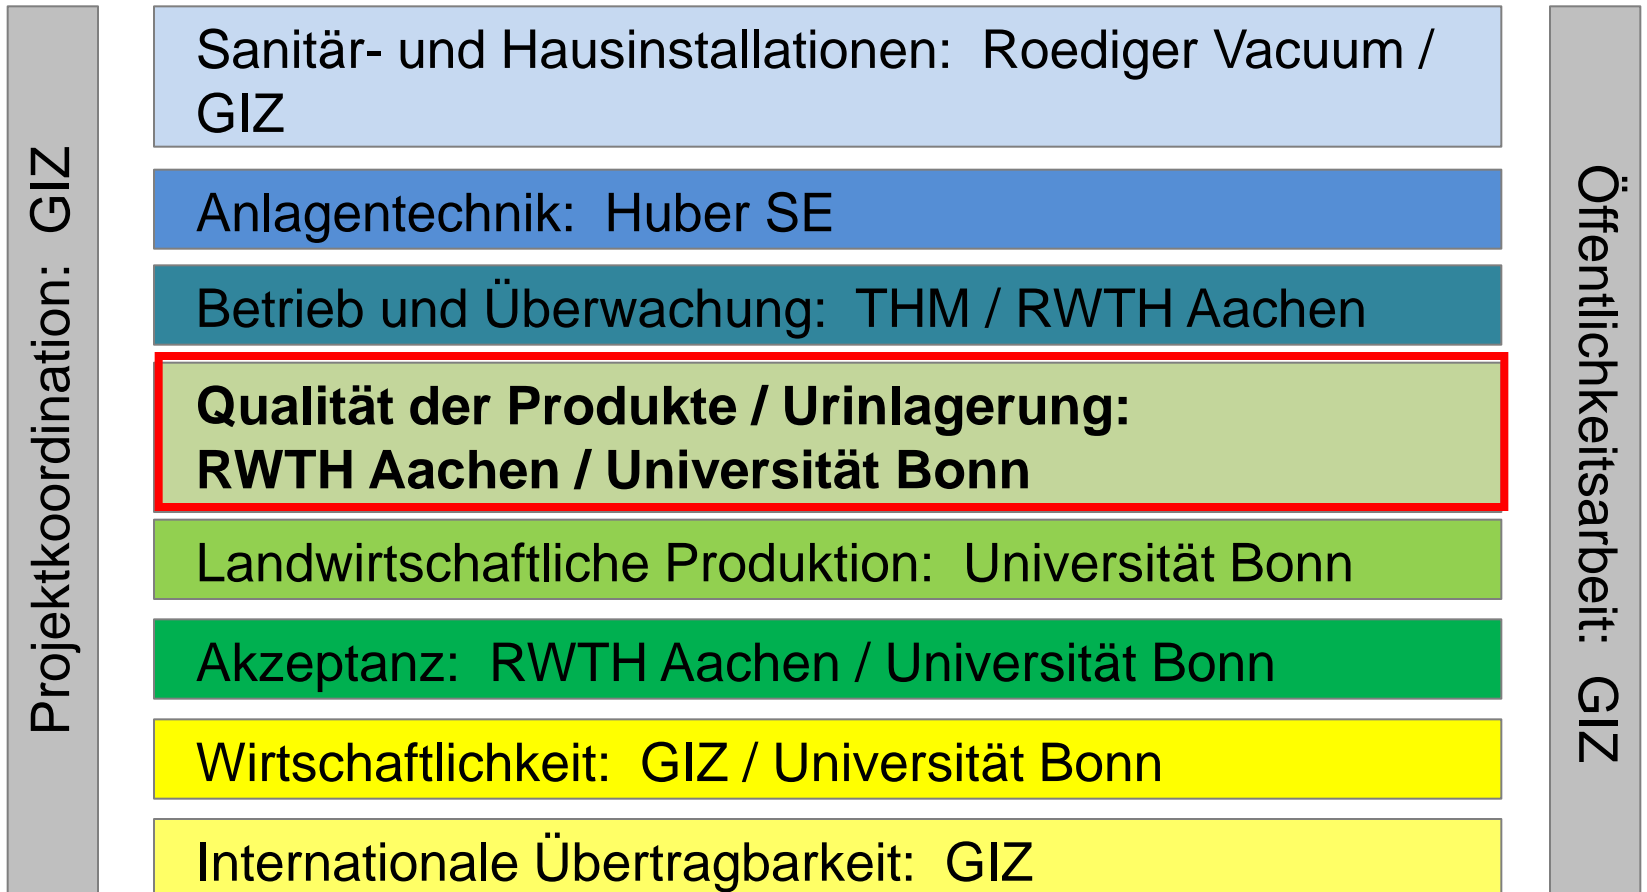 Projektkoordination: GIZ
Sanitär- und Hausinstallationen: Roediger Vacuum /
GIZ
Anlagentechnik: Huber SE
Betrieb und Überwachung: THM / RWTH Aachen
Qualität der Produkte / Urinlagerung:
RWTH Aachen / Universität Bonn
Landwirtschaftliche Produktion: Universität Bonn
Akzeptanz: RWTH Aachen / Universität Bonn
Wirtschaftlichkeit: GIZ / Universität Bonn
Internationale Übertragbarkeit: GIZ
Öffentlichkeitsarbeit: GIZ